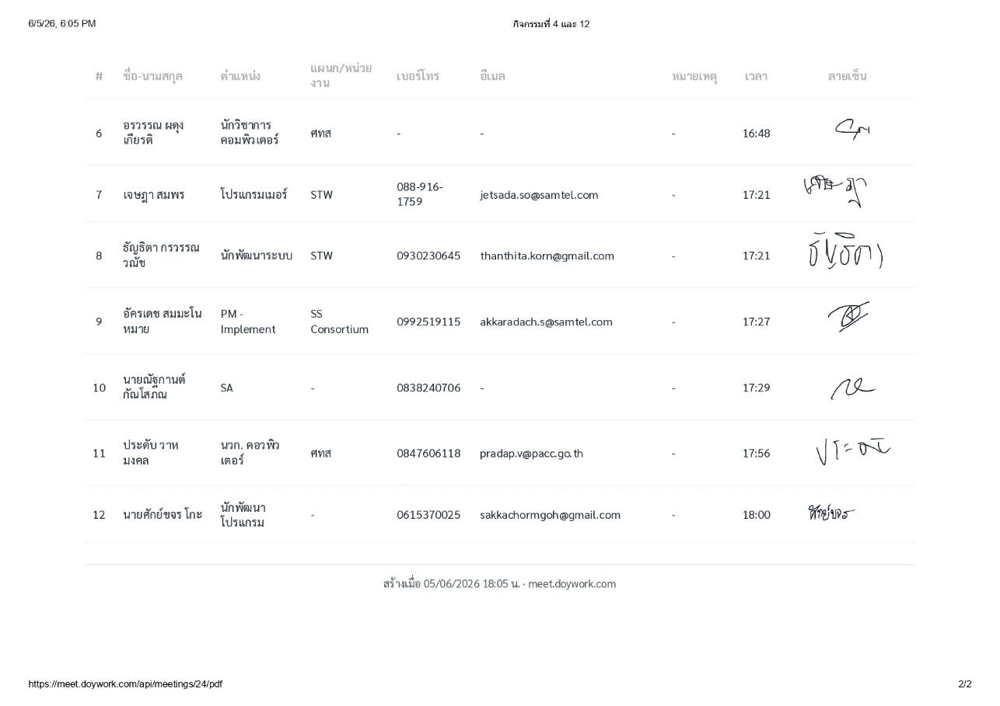 6/5/26, 6:05 PM
กิจกรรมที่ 4 และ 12
# ชื่อ-นามสกุล ตำแหน่ง แผนก/หน่วย
งาน เบอร์โทร อีเมล หมายเหตุ เวลา ลายเซ็น
6 อรวรรณ ผดุง
เกียรติ นักวิชาการ
คอมพิวเตอร์ ศทส - - - 16:48
7 เจษฎา สมพร โปรแกรมเมอร์ STW 088-916-
1759 jetsada.so@samtel.com - 17:21 เจษฎา
8 ธัญธิตา กรวรรณ
วณัช นักพัฒนาระบบ STW 0930230645 thanthita.korn@gmail.com - 17:21 ธัญธิตา
9 อัครเดช สมมะโน
หมาย PM -
Implement SS
Consortium 0992519115 akkaradach.s@samtel.com - 17:27
10 นายณัฐกานต์
กัณโสภณ SA - 0838240706 - - 17:29
11 ประดับ วาห
มงคล นวก. คอวพิว
เตอร์ ศทส 0847606118 pradap.v@pacc.go.th - 17:56 ประดับ
12 นายศักย์ขจร โกะ นักพัฒนา
โปรแกรม - 0615370025 sakkachormgoh@gmail.com - 18:00 ศักย์ขจร
สร้างเมื่อ 05/06/2026 18:05 น. · meet.doywork.com
https://meet.doywork.com/api/meetings/24/pdf
2/2